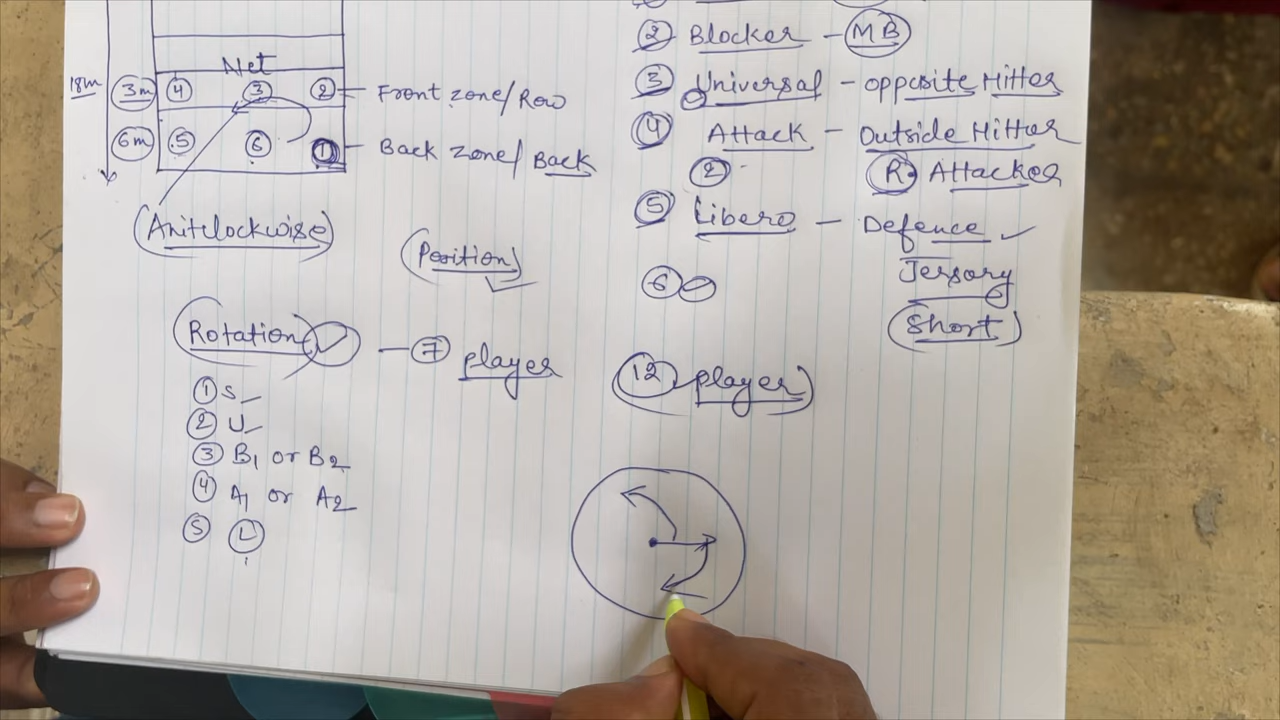 Net
18m
3m 4 3 2 - Front zone/Row
6m 5 6 1 - Back zone/Back
(Anitclockwise)
(Position)
Rotation - 7 player
1 S
2 U
3 B1 or B2
4 A1 or A2
5 L
2 Blocker - MB
3 Universal - opposite Hitter
4 Attack - Outside Hitter
2 R Attacker
5 Libero - Defence ✓
Jersory
(Short)
6
(12 player)